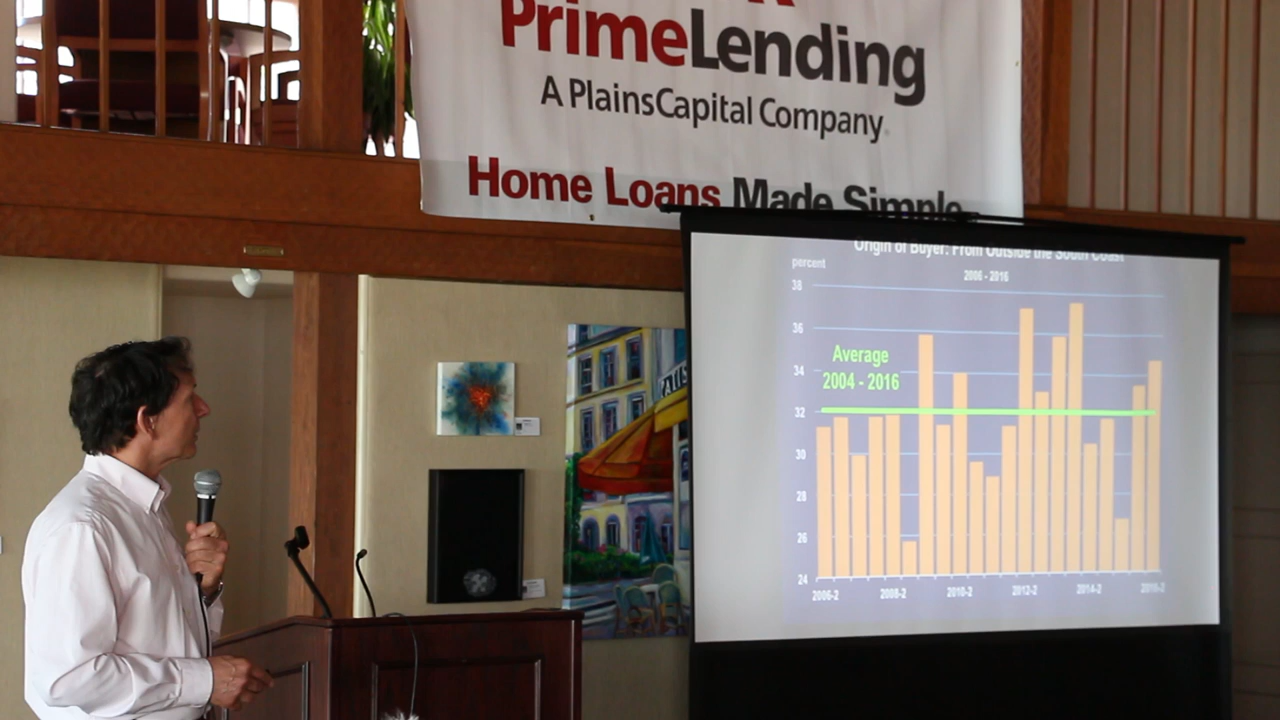 PrimeLending
A PlainsCapital Company.
Home Loans Made Simple
Origin of Buyer: From Outside the South Coast
2006 - 2016
percent
38
36
34
32
30
28
26
24
Average
2004 - 2016
2006-2
2008-2
2010-2
2012-2
2014-2
2016-2